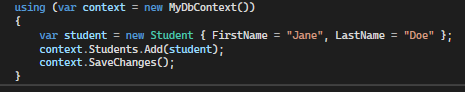 using (var context = new MyDbContext())
{
    var student = new Student { FirstName = "Jane", LastName = "Doe" };
    context.Students.Add(student);
    context.SaveChanges();
}